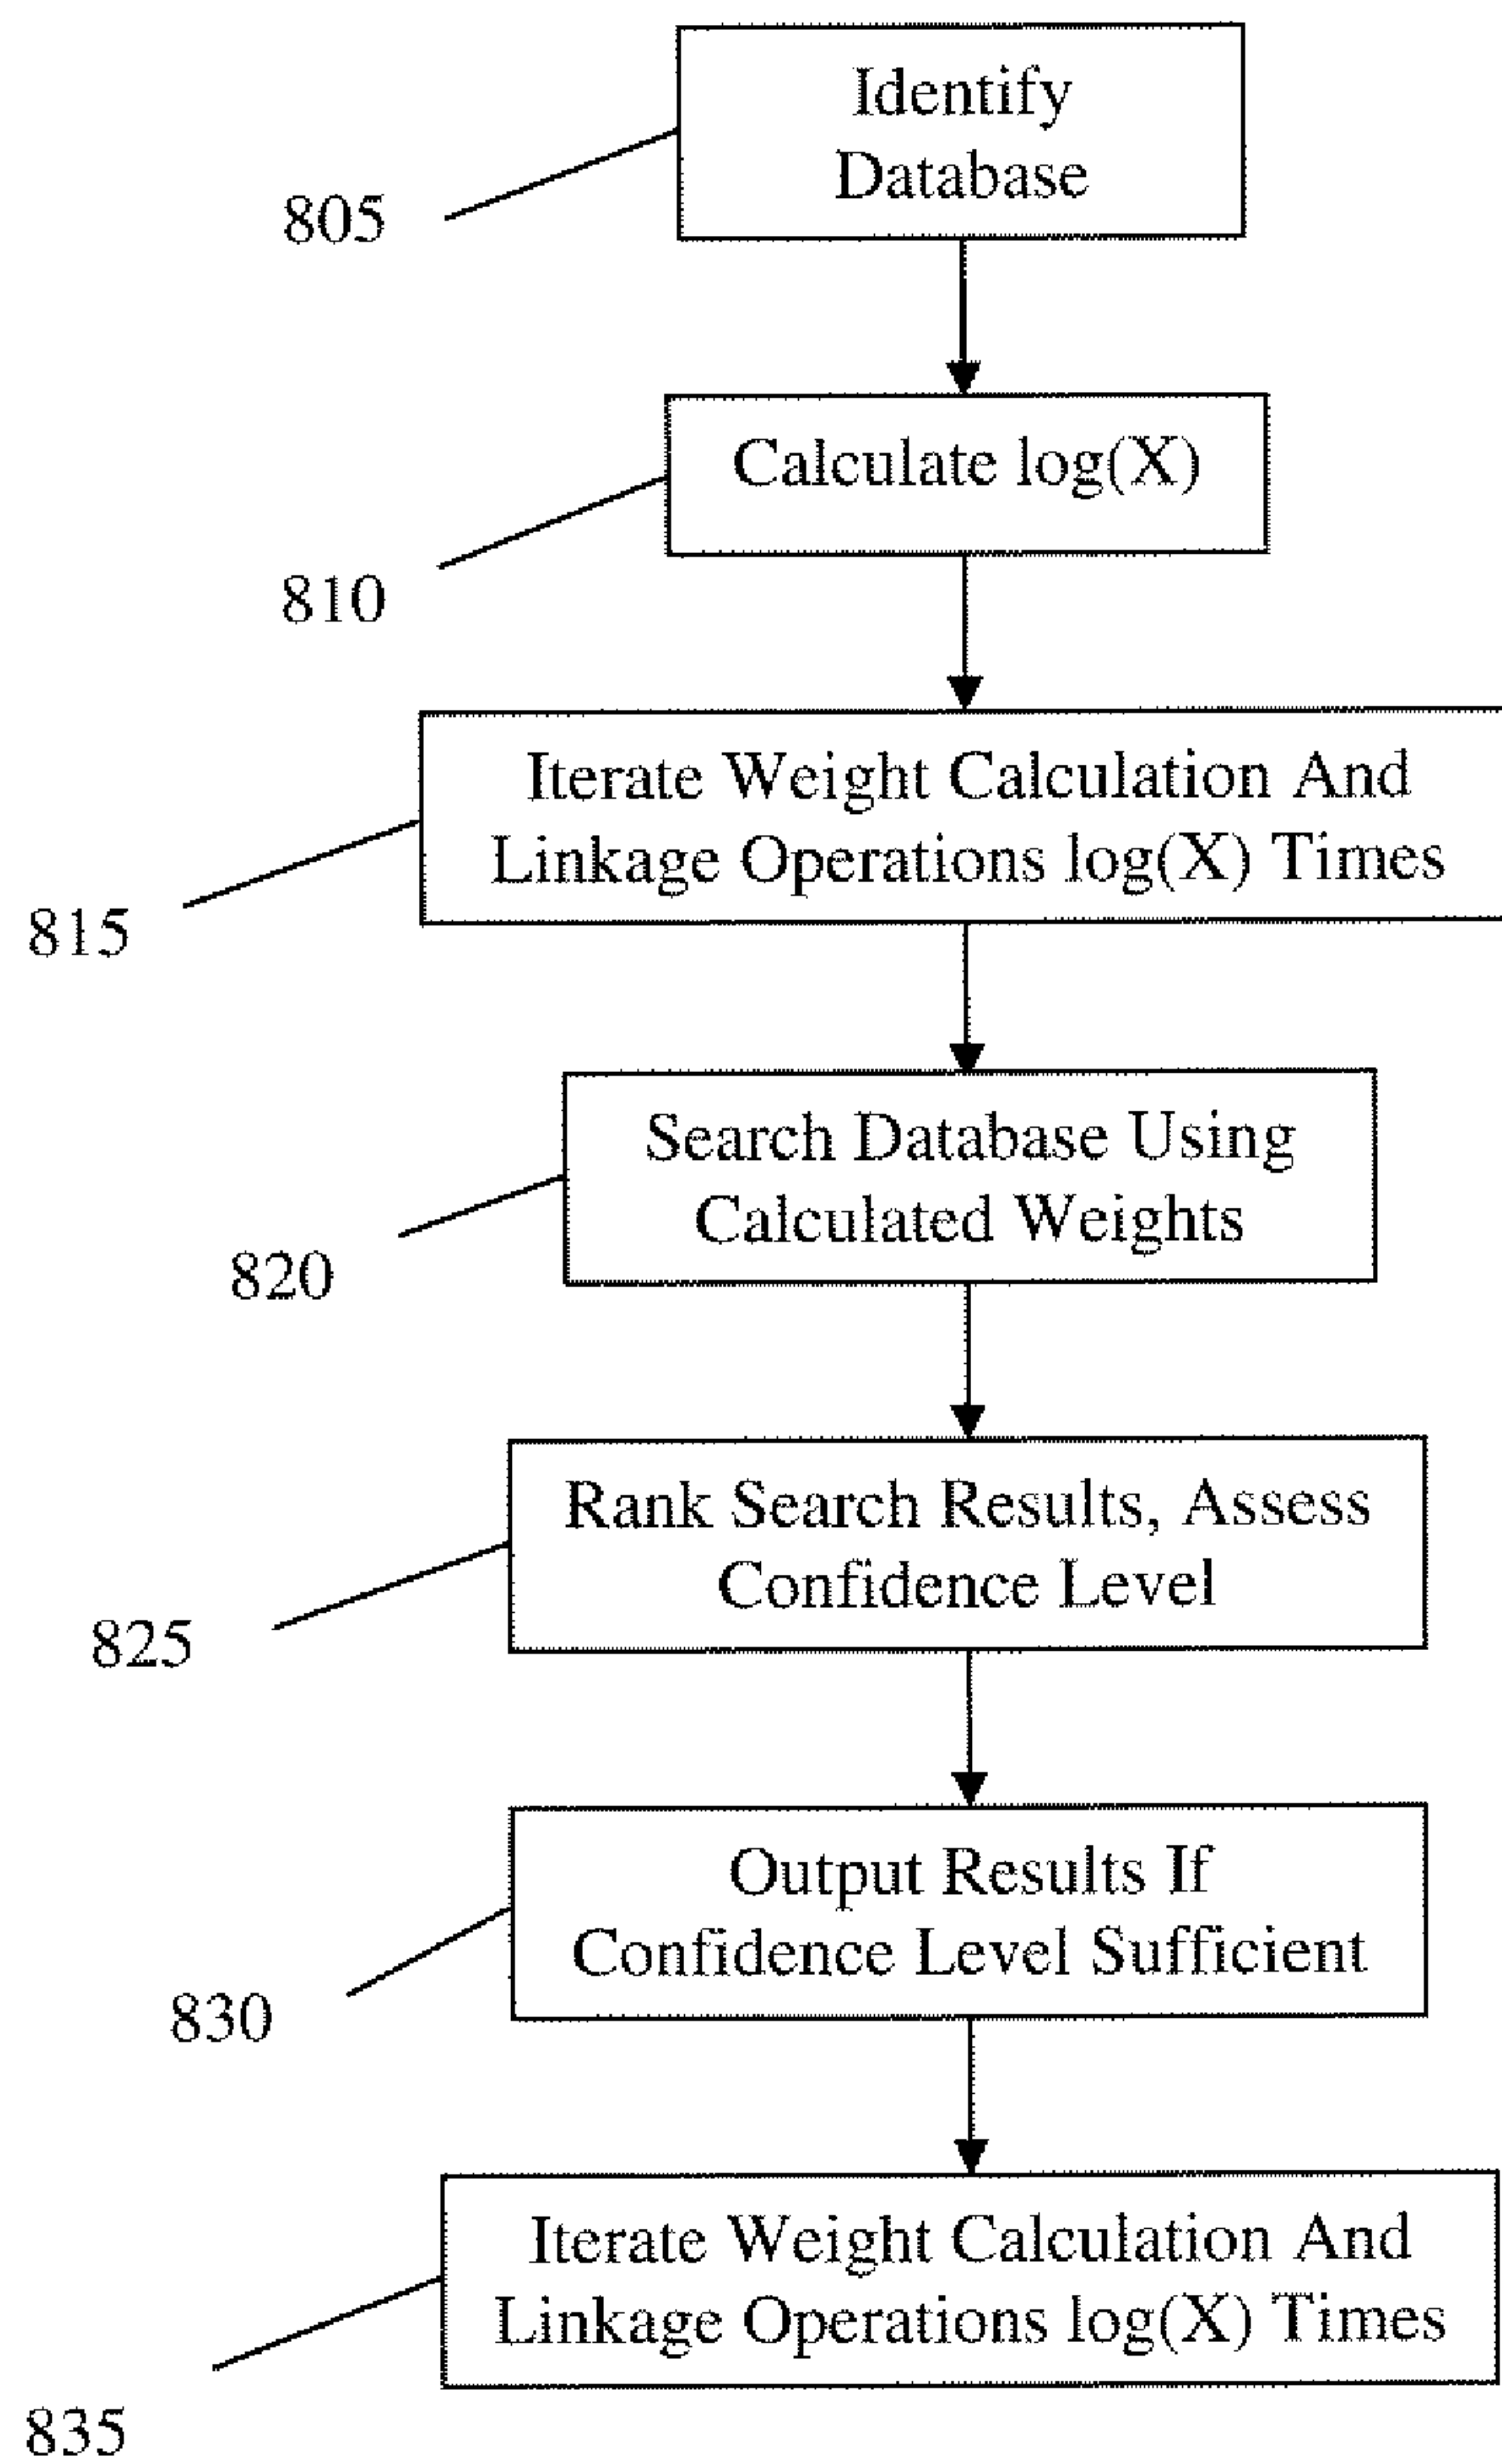 Identify
Database
805
Calculate log(X)
810
Iterate Weight Calculation And
Linkage Operations log(X) Times
815
Search Database Using
Calculated Weights
820
Rank Search Results, Assess
Confidence Level
825
Output Results If
Confidence Level Sufficient
830
Iterate Weight Calculation And
Linkage Operations log(X) Times
835